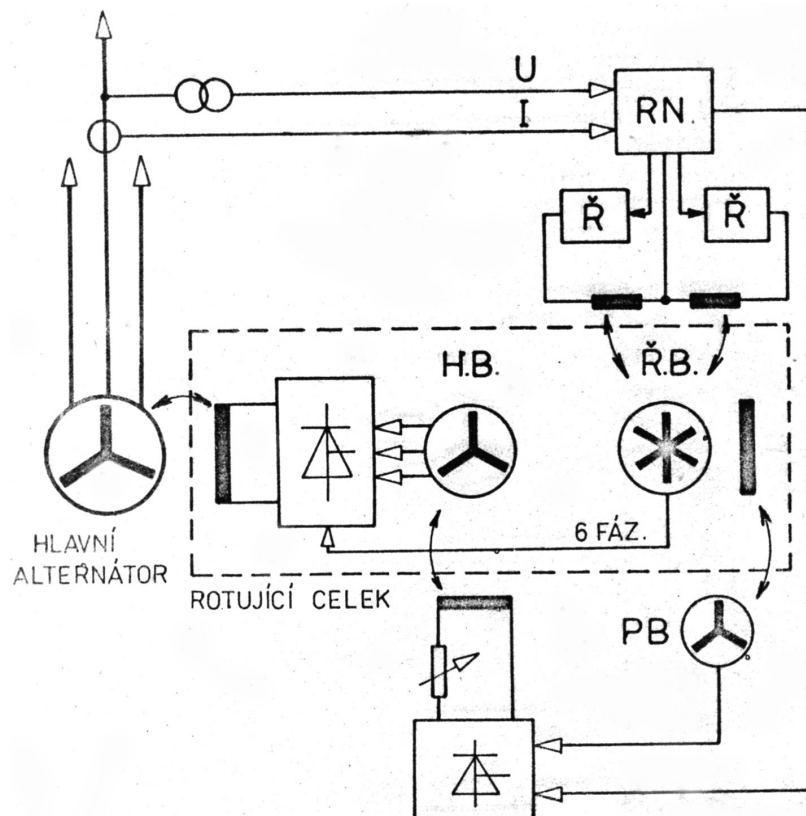 U
I
RN.
Ř
Ř
H.B.
Ř.B.
6 FÁZ.
HLAVNÍ
ALTERNÁTOR
ROTUJÍCÍ CELEK
PB